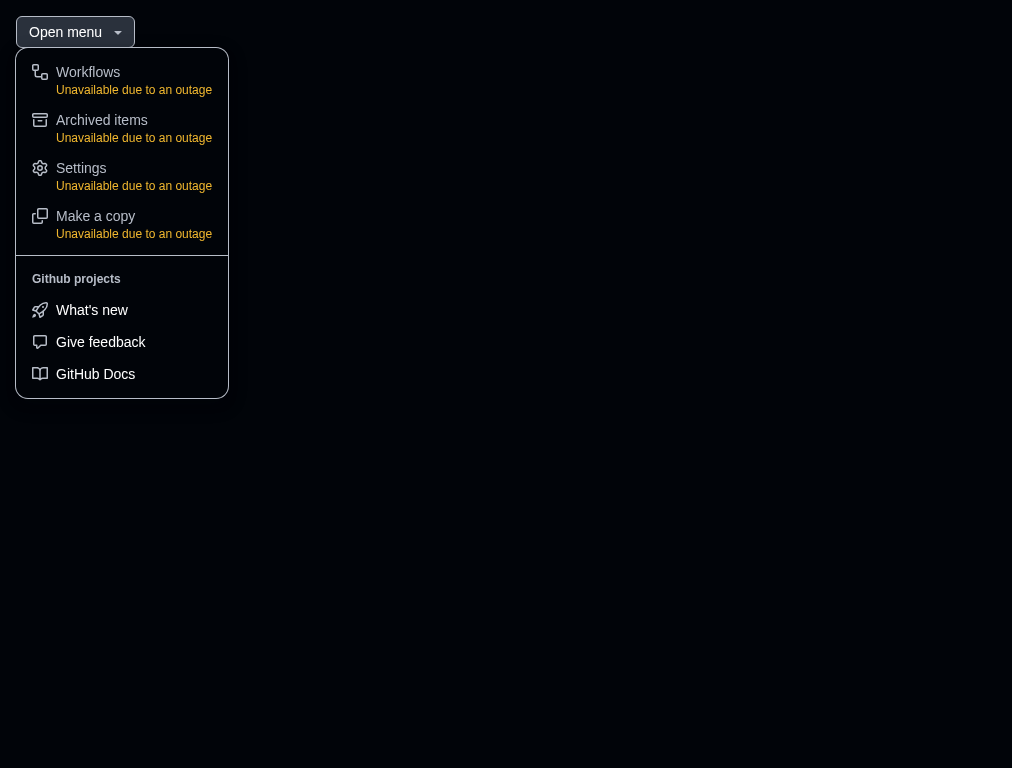 Open menu
Workflows
Unavailable due to an outage
Archived items
Unavailable due to an outage
Settings
Unavailable due to an outage
Make a copy
Unavailable due to an outage
Github projects
What's new
Give feedback
GitHub Docs